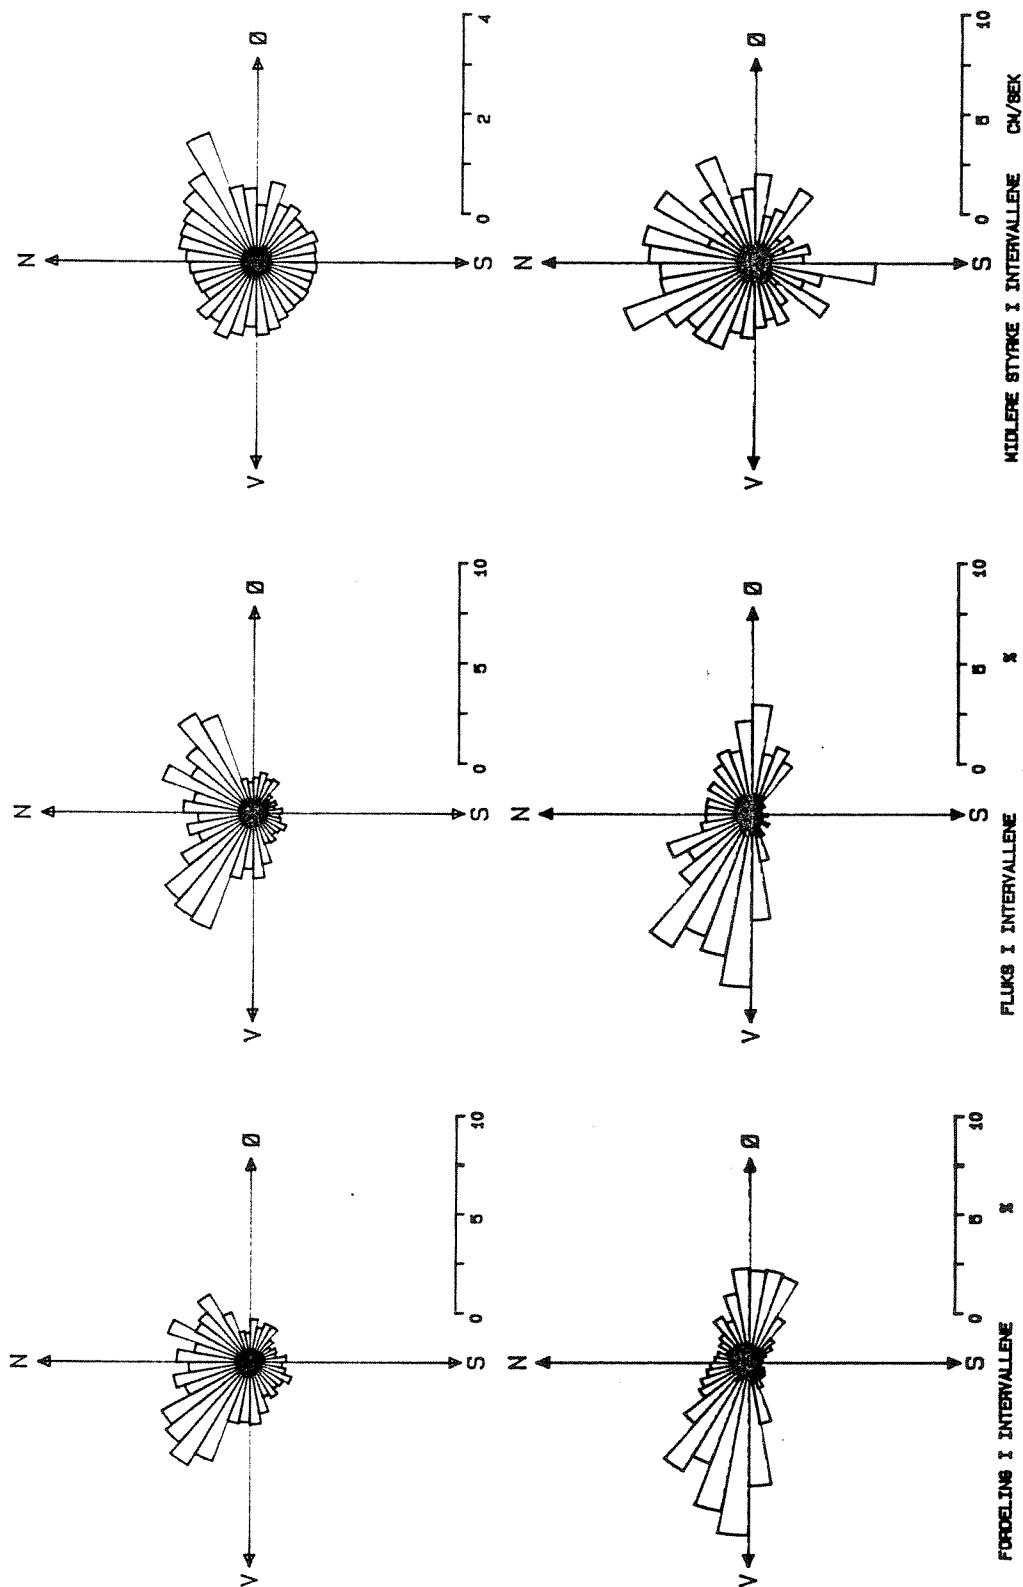 N N N
V Ø V Ø V Ø
S S S
0 5 10 0 5 10 0 2 4
N N N
V Ø V Ø V Ø
S S S
0 5 10 0 5 10 0 5 10
FORDELING I INTERVALLENE % FLUKS I INTERVALLENE % MIDLERE STYRKE I INTERVALLENE CM/SEK